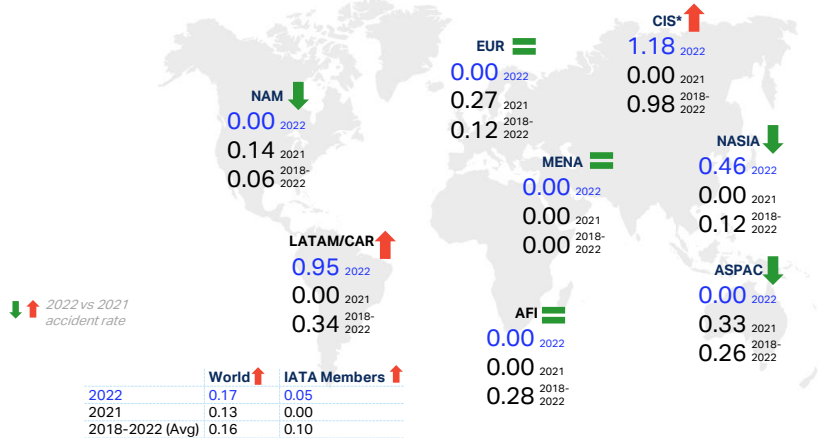 CIS*
1.18 2022
0.00 2021
0.98 2018-2022
EUR
0.00 2022
0.27 2021
0.12 2018-2022
NAM
0.00 2022
0.14 2021
0.06 2018-2022
NASIA
0.46 2022
0.00 2021
0.12 2018-2022
MENA
0.00 2022
0.00 2021
0.00 2018-2022
LATAM/CAR
0.95 2022
0.00 2021
0.34 2018-2022
ASPAC
0.00 2022
0.33 2021
0.26 2018-2022
AFI
0.00 2022
0.00 2021
0.28 2018-2022
2022 vs 2021
accident rate
World IATA Members
2022 0.17 0.05
2021 0.13 0.00
2018-2022 (Avg) 0.16 0.10